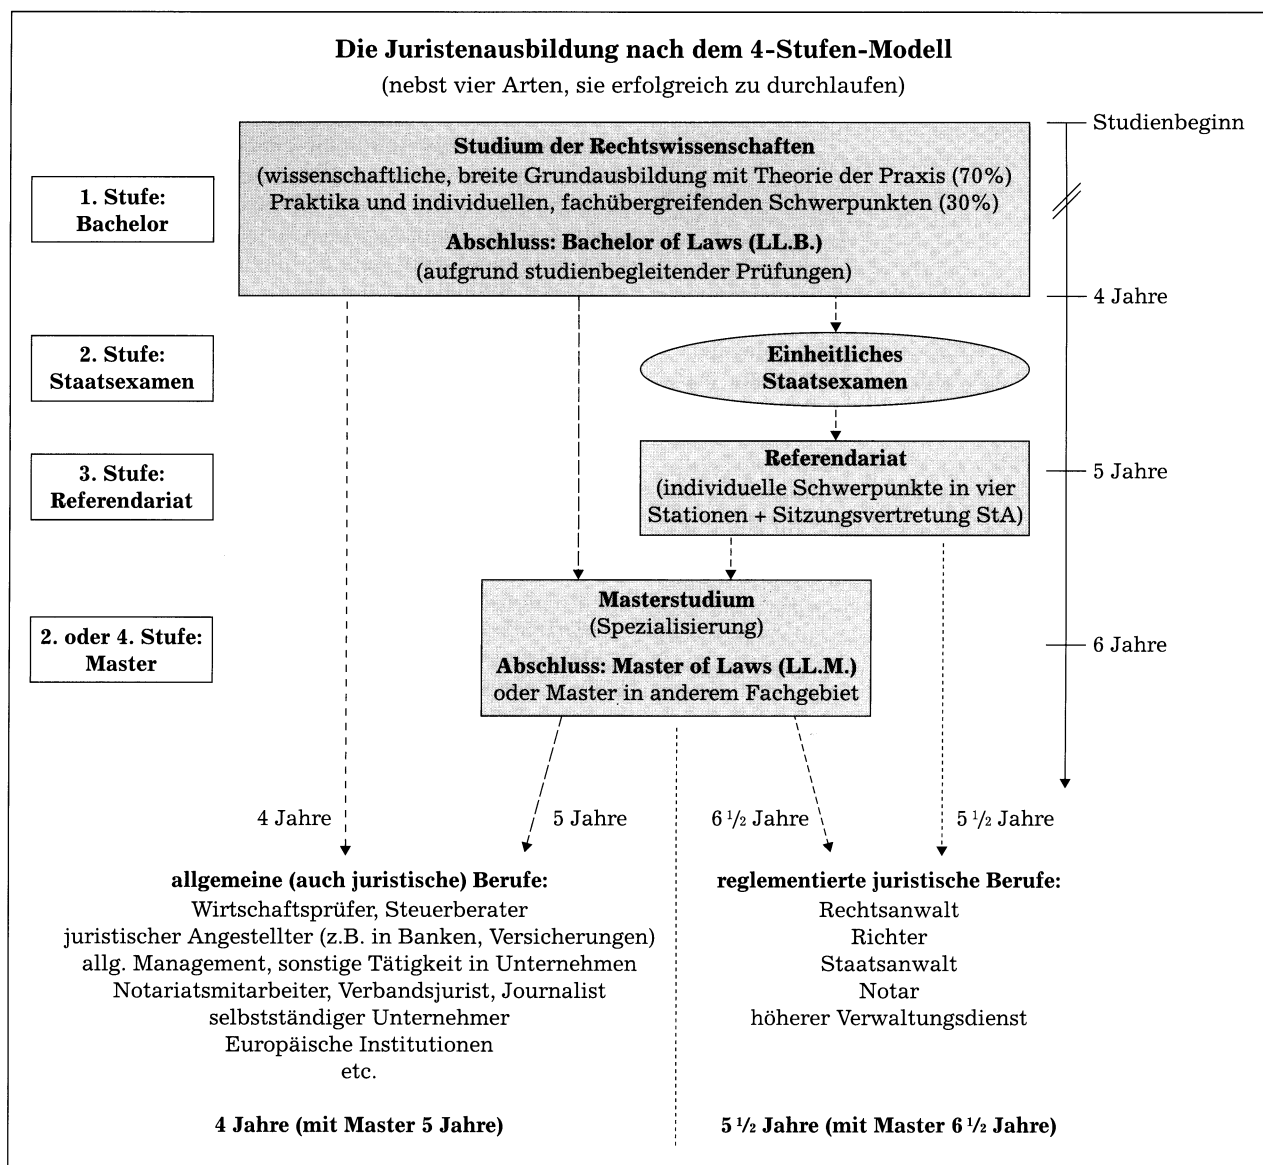 Die Juristenausbildung nach dem 4-Stufen-Modell
(nebst vier Arten, sie erfolgreich zu durchlaufen)
Studienbeginn
Studium der Rechtswissenschaften
(wissenschaftliche, breite Grundausbildung mit Theorie der Praxis (70%)
Praktika und individuellen, fachübergreifenden Schwerpunkten (30%)
Abschluss: Bachelor of Laws (LL.B.)
(aufgrund studienbegleitender Prüfungen)
1. Stufe:
Bachelor
4 Jahre
2. Stufe:
Staatsexamen
Einheitliches
Staatsexamen
3. Stufe:
Referendariat
Referendariat
(individuelle Schwerpunkte in vier
Stationen + Sitzungsvertretung StA)
5 Jahre
2. oder 4. Stufe:
Master
Masterstudium
(Spezialisierung)
Abschluss: Master of Laws (LL.M.)
oder Master in anderem Fachgebiet
6 Jahre
4 Jahre
5 Jahre
6 ½ Jahre
5 ½ Jahre
allgemeine (auch juristische) Berufe:
Wirtschaftsprüfer, Steuerberater
juristischer Angestellter (z.B. in Banken, Versicherungen)
allg. Management, sonstige Tätigkeit in Unternehmen
Notariatsmitarbeiter, Verbandsjurist, Journalist
selbstständiger Unternehmer
Europäische Institutionen
etc.
4 Jahre (mit Master 5 Jahre)
reglementierte juristische Berufe:
Rechtsanwalt
Richter
Staatsanwalt
Notar
höherer Verwaltungsdienst
5 ½ Jahre (mit Master 6 ½ Jahre)